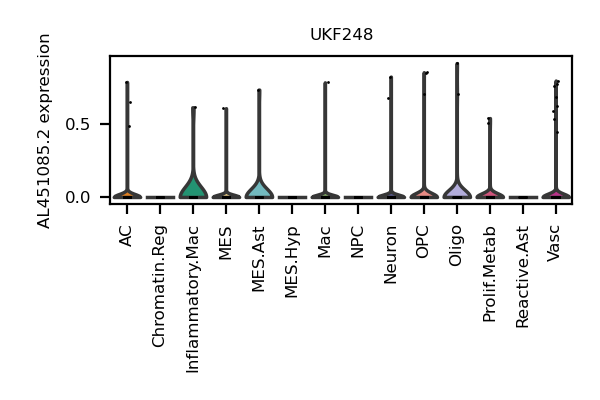 UKF248
AL451085.2 expression
0.5
0.0
AC
Chromatin.Reg
Inflammatory.Mac
MES
MES.Ast
MES.Hyp
Mac
NPC
Neuron
OPC
Oligo
Prolif.Metab
Reactive.Ast
Vasc